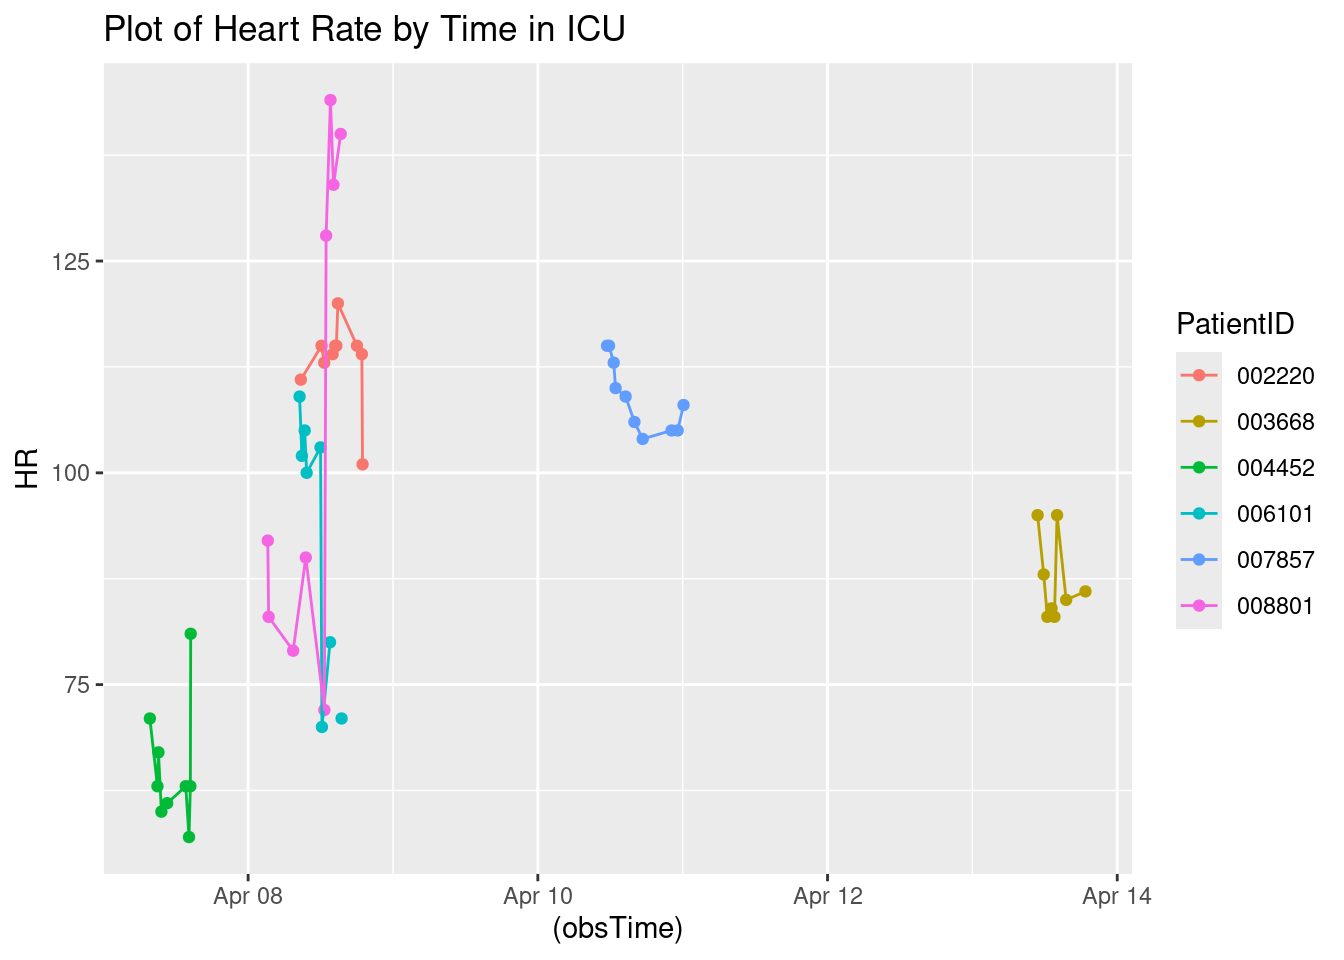 Plot of Heart Rate by Time in ICU
125
100
75
HR
Apr 08
Apr 10
Apr 12
Apr 14
(obsTime)
PatientID
002220
003668
004452
006101
007857
008801